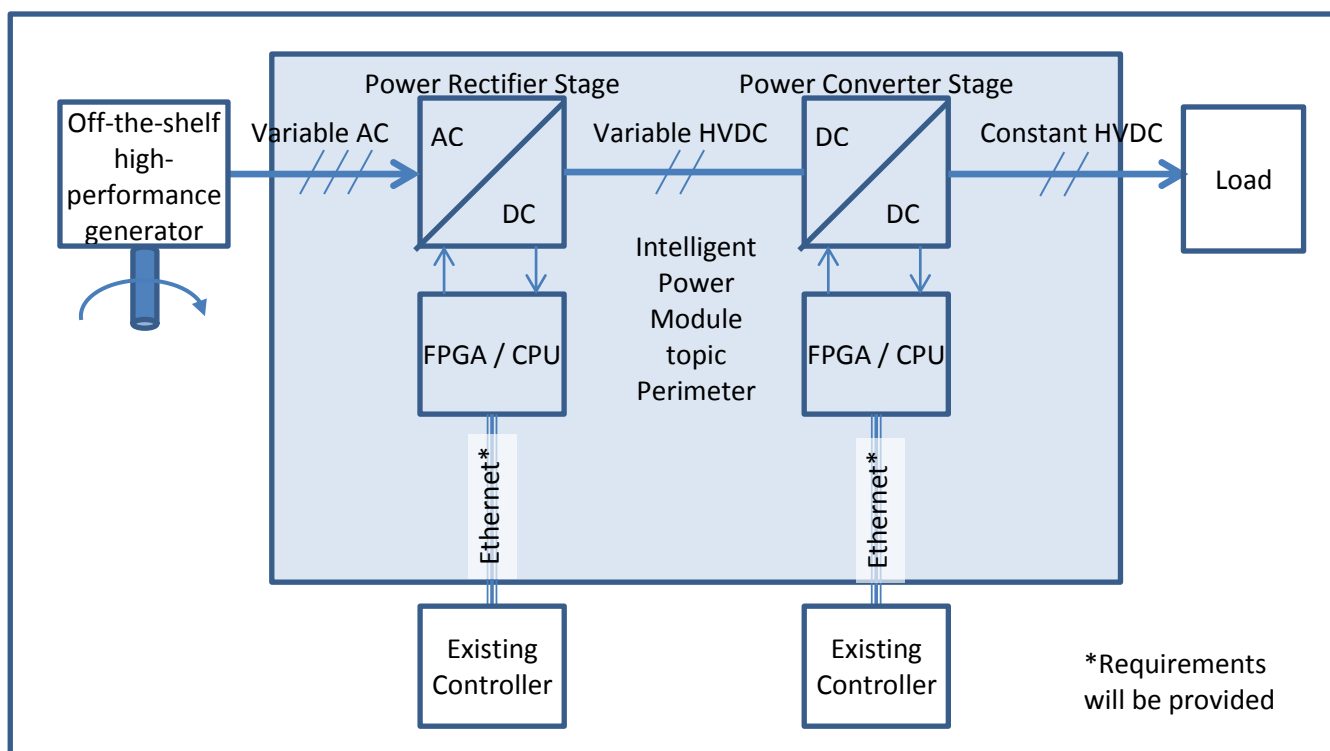 Power Rectifier Stage
Power Converter Stage
Off-the-shelf
high-
performance
generator
Variable AC
AC
DC
Variable HVDC
DC
DC
Constant HVDC
Load
Intelligent
Power
Module
topic
Perimeter
FPGA / CPU
FPGA / CPU
Ethernet*
Ethernet*
Existing
Controller
Existing
Controller
*Requirements
will be provided